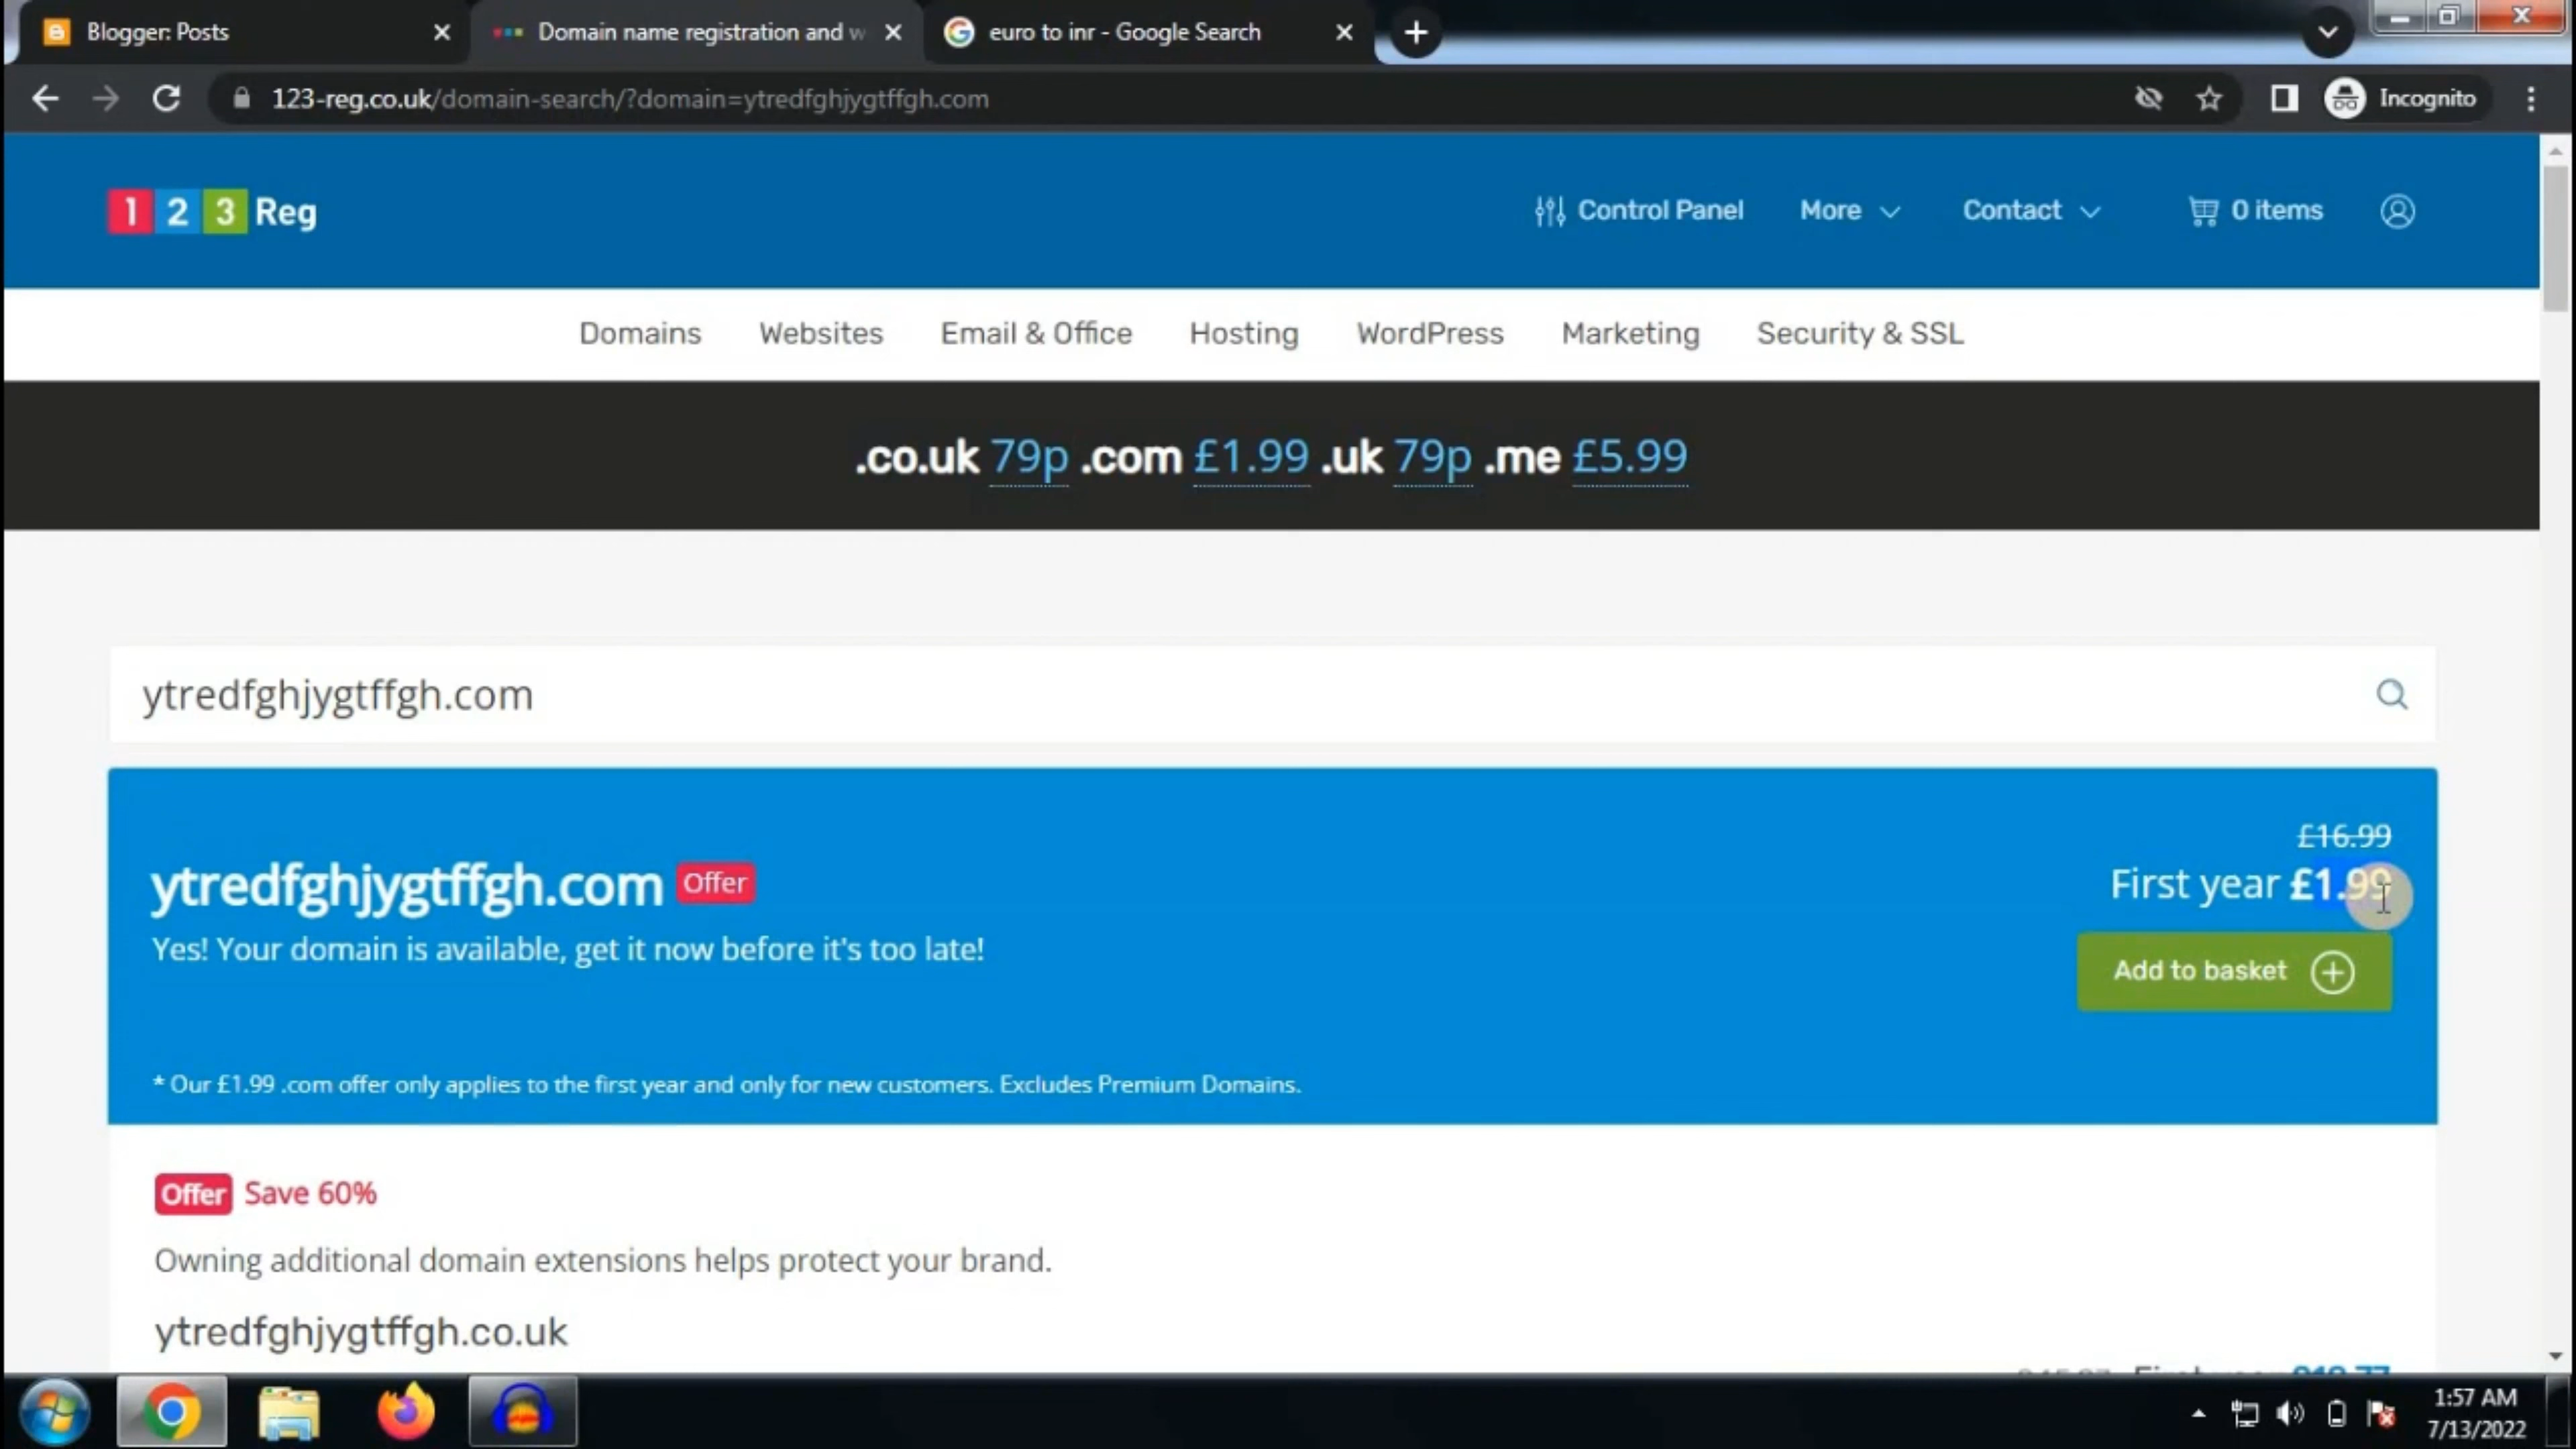 Blogger: Posts
Domain name registration and w
euro to inr - Google Search
123-reg.co.uk/domain-search/?domain=ytredfghjygtffgh.com
Incognito
1 2 3 Reg
Control Panel
More
Contact
0 items
Domains
Websites
Email & Office
Hosting
WordPress
Marketing
Security & SSL
.co.uk 79p .com £1.99 .uk 79p .me £5.99
ytredfghjygtffgh.com
£16.99
ytredfghjygtffgh.com Offer
First year £1.99
Yes! Your domain is available, get it now before it's too late!
Add to basket
* Our £1.99 .com offer only applies to the first year and only for new customers. Excludes Premium Domains.
Offer Save 60%
Owning additional domain extensions helps protect your brand.
ytredfghjygtffgh.co.uk
1:57 AM
7/13/2022